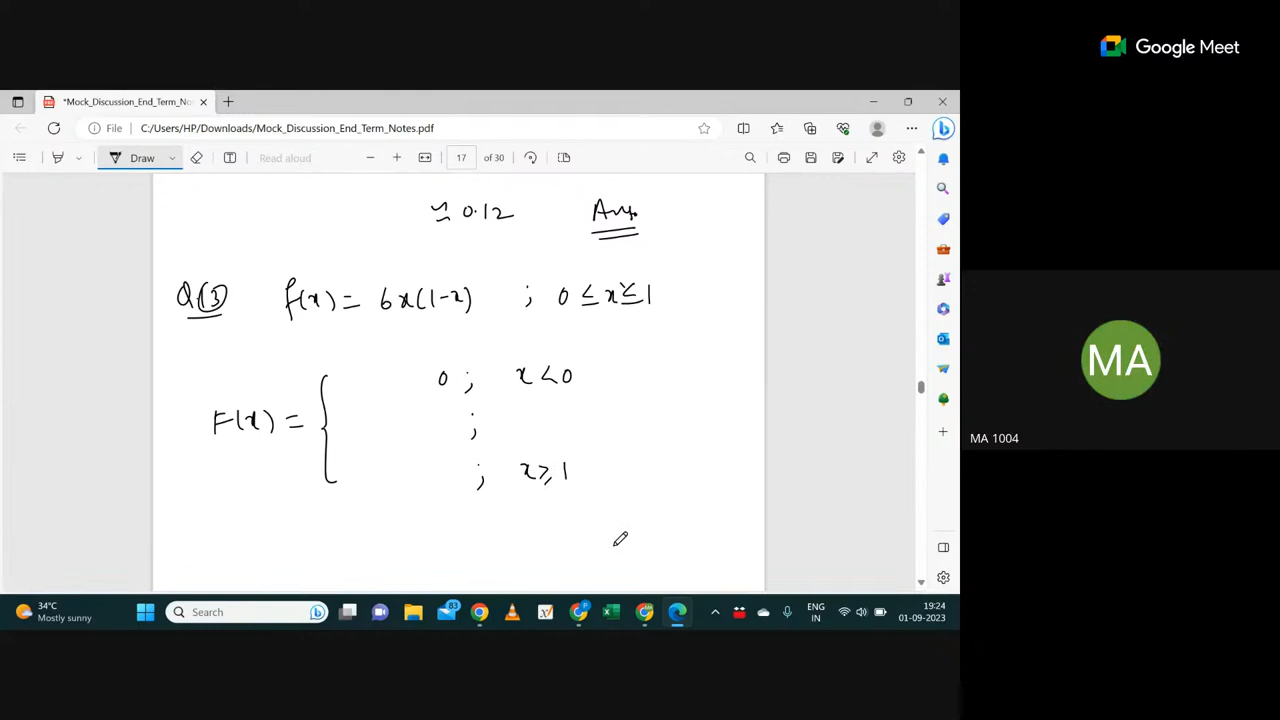 Google Meet
*Mock_Discussion_End_Term_No
File C:/Users/HP/Downloads/Mock_Discussion_End_Term_Notes.pdf
Draw Read aloud 17 of 30
≃ 0.12 Ans.
Q.(3) f(x) = 6x(1-x) ; 0 ≤ x ≤ 1
0 ; x < 0
F(x) = { ;
; x ≥ 1
MA
MA 1004
34°C
Mostly sunny
Search
83
ENG
IN
19:24
01-09-2023